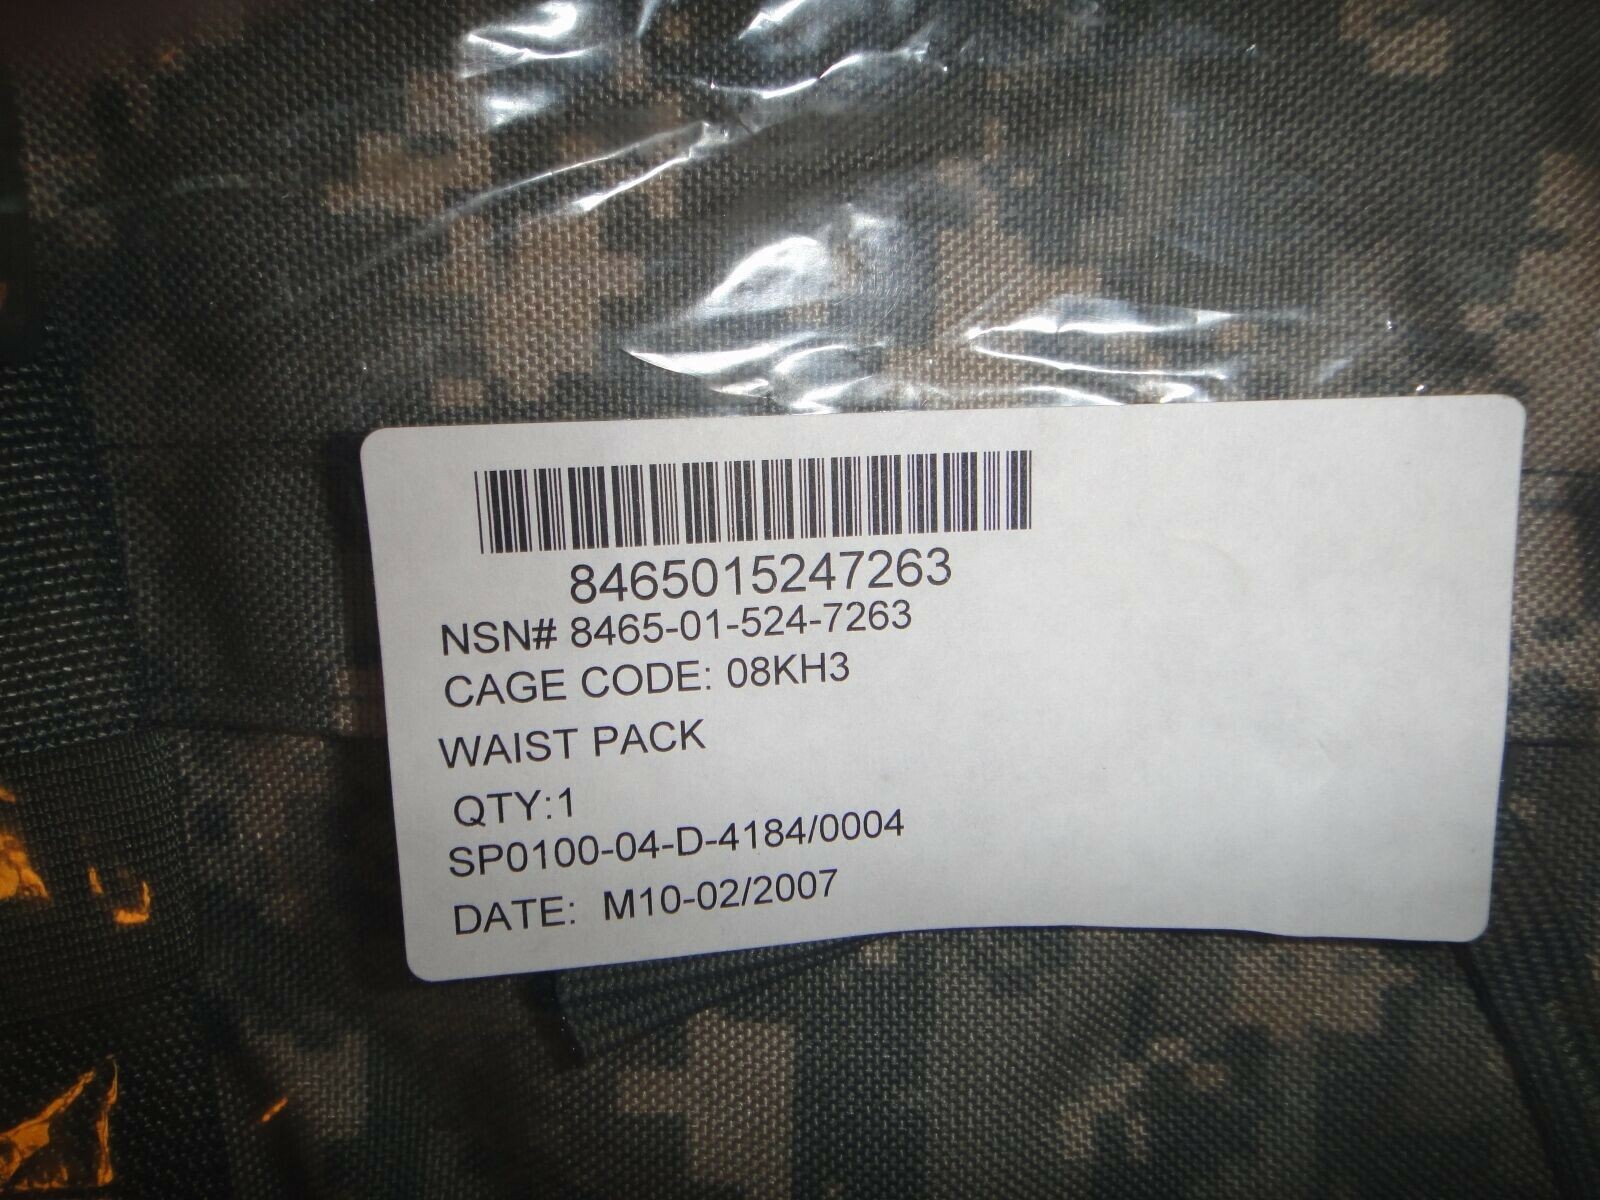 8465015247263
NSN# 8465-01-524-7263
CAGE CODE: 08KH3
WAIST PACK
QTY:1
SP0100-04-D-4184/0004
DATE: M10-02/2007